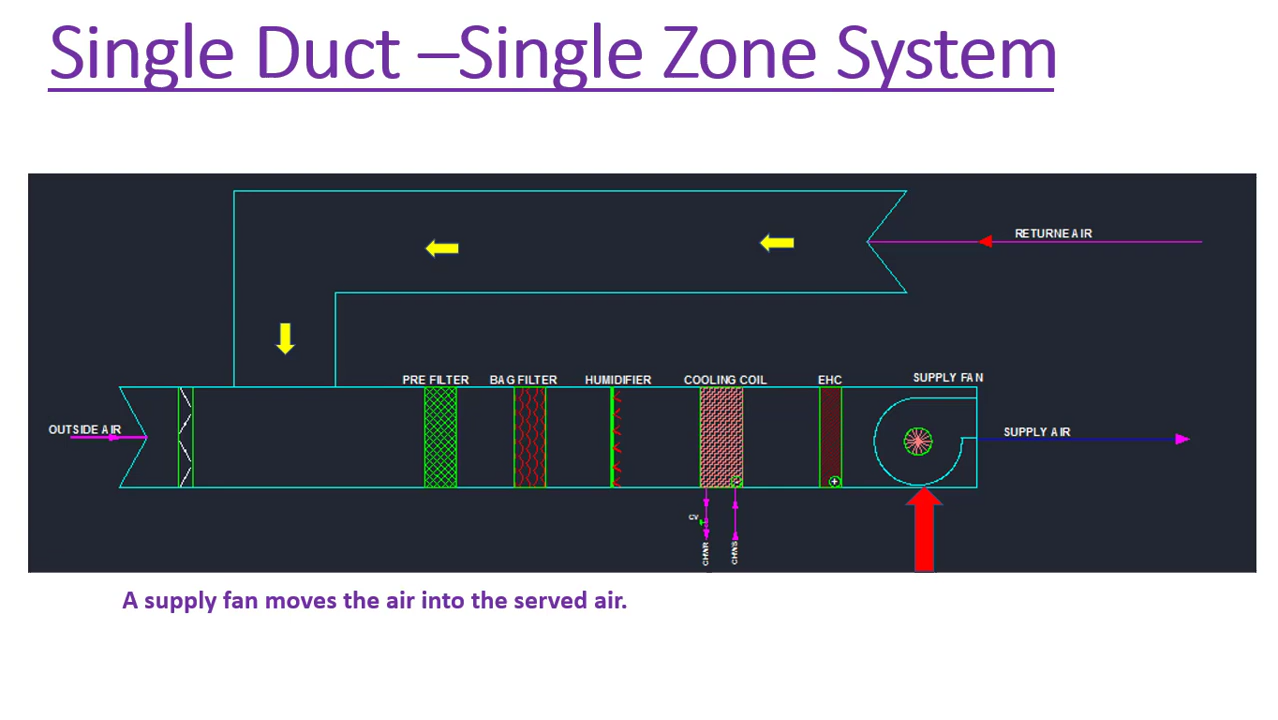 Single Duct –Single Zone System
RETURNE AIR
PRE FILTER BAG FILTER HUMIDIFIER COOLING COIL EHC SUPPLY FAN
OUTSIDE AIR
SUPPLY AIR
CV
CHWR
CHWS
A supply fan moves the air into the served air.